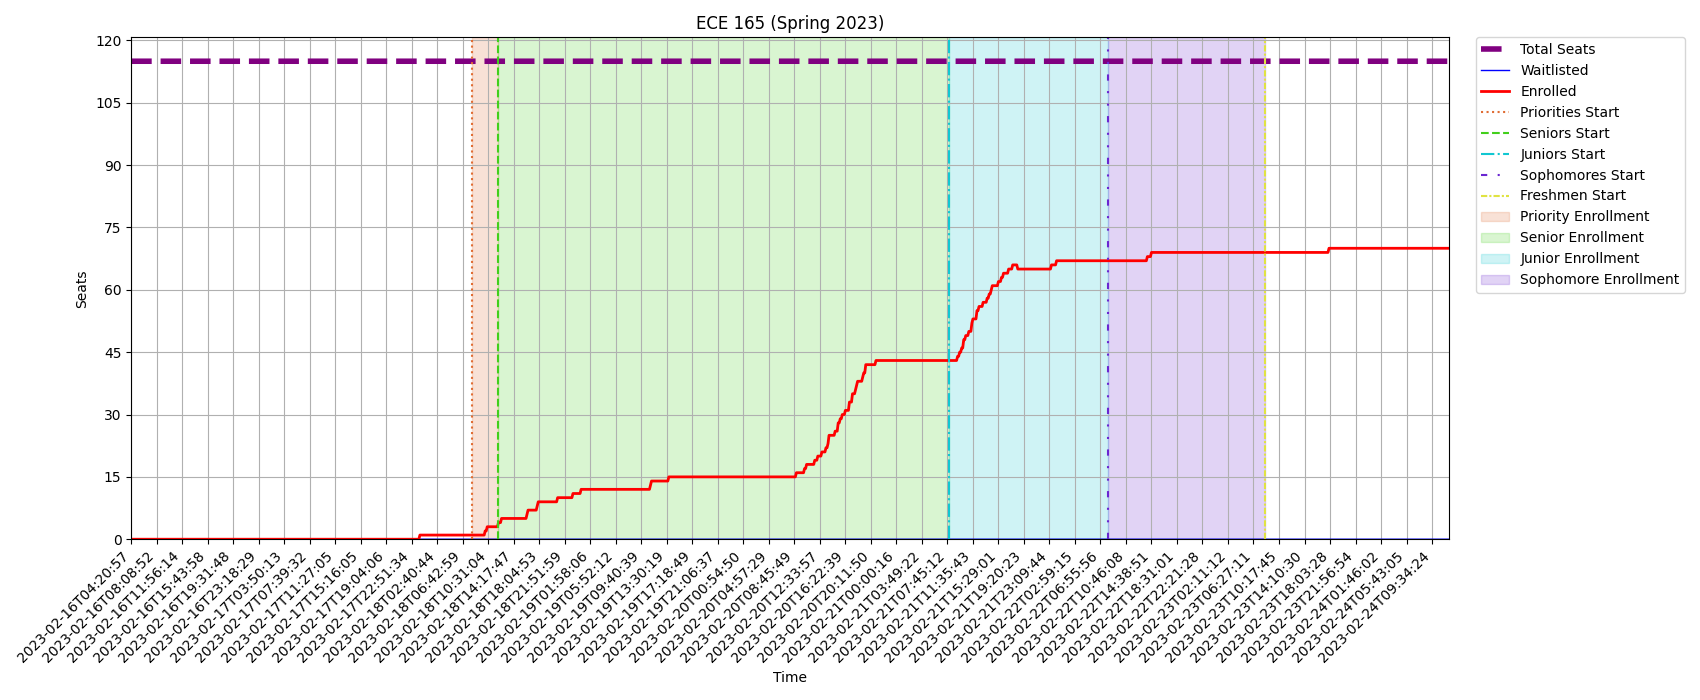 ECE 165 (Spring 2023)
120
105
90
75
60
45
30
15
0
Seats
2023-02-16T04:20:57
2023-02-16T08:08:52
2023-02-16T11:56:14
2023-02-16T15:43:58
2023-02-16T19:31:48
2023-02-16T23:18:29
2023-02-17T03:50:13
2023-02-17T07:39:32
2023-02-17T11:27:05
2023-02-17T15:16:05
2023-02-17T19:04:06
2023-02-17T22:51:34
2023-02-18T02:40:44
2023-02-18T06:42:59
2023-02-18T10:31:04
2023-02-18T14:17:47
2023-02-18T18:04:53
2023-02-18T21:51:59
2023-02-19T01:58:06
2023-02-19T05:52:12
2023-02-19T09:40:39
2023-02-19T13:30:19
2023-02-19T17:18:49
2023-02-19T21:06:37
2023-02-20T00:54:50
2023-02-20T04:57:29
2023-02-20T08:45:49
2023-02-20T12:33:57
2023-02-20T16:22:39
2023-02-20T20:11:50
2023-02-21T00:00:16
2023-02-21T03:49:22
2023-02-21T07:45:12
2023-02-21T11:35:43
2023-02-21T15:29:01
2023-02-21T19:20:23
2023-02-21T23:09:44
2023-02-22T02:59:15
2023-02-22T06:55:56
2023-02-22T10:46:08
2023-02-22T14:38:51
2023-02-22T18:31:01
2023-02-22T22:21:28
2023-02-23T02:11:12
2023-02-23T06:27:11
2023-02-23T10:17:45
2023-02-23T14:10:30
2023-02-23T18:03:28
2023-02-23T21:56:54
2023-02-24T01:46:02
2023-02-24T05:43:05
2023-02-24T09:34:24
Time
Total Seats
Waitlisted
Enrolled
Priorities Start
Seniors Start
Juniors Start
Sophomores Start
Freshmen Start
Priority Enrollment
Senior Enrollment
Junior Enrollment
Sophomore Enrollment